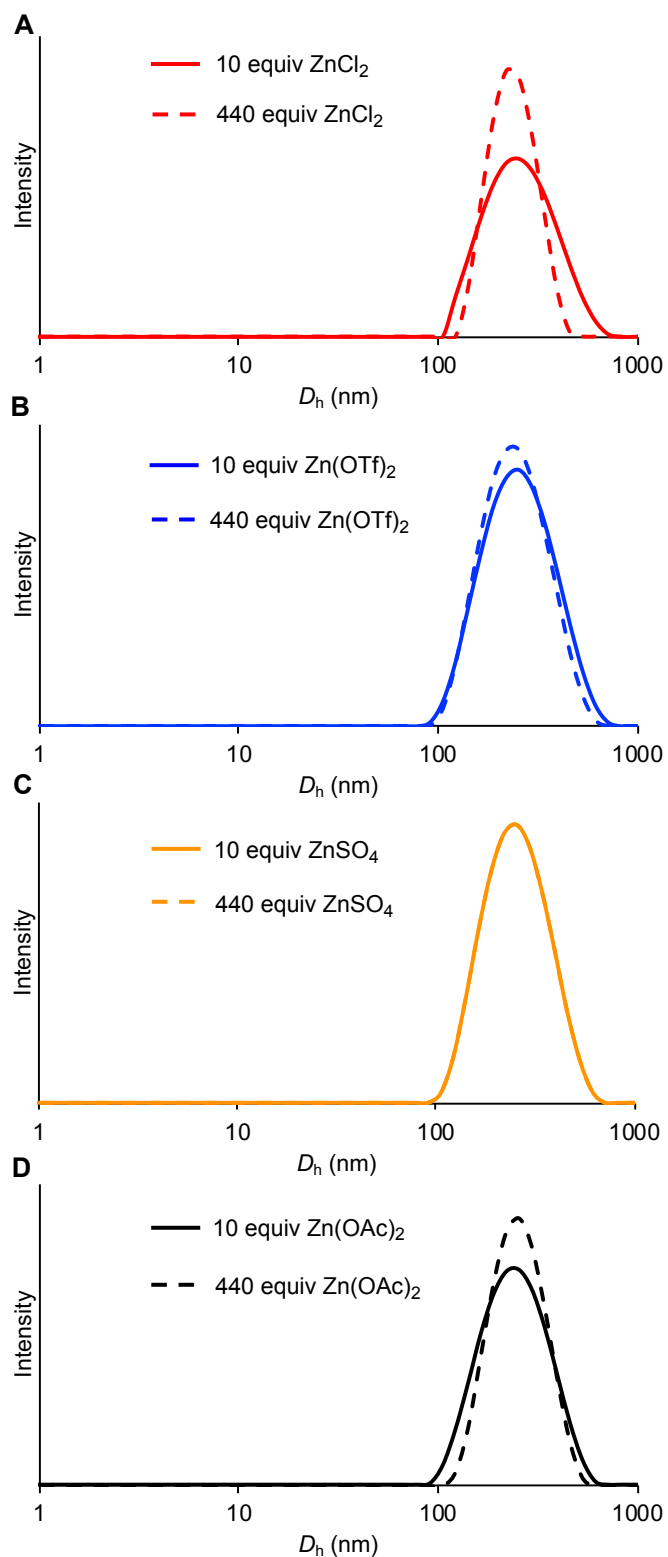 A
10 equiv ZnCl2
440 equiv ZnCl2
Intensity
1 10 100 1000
Dh (nm)
B
10 equiv Zn(OTf)2
440 equiv Zn(OTf)2
Intensity
1 10 100 1000
Dh (nm)
C
10 equiv ZnSO4
440 equiv ZnSO4
Intensity
1 10 100 1000
Dh (nm)
D
10 equiv Zn(OAc)2
440 equiv Zn(OAc)2
Intensity
1 10 100 1000
Dh (nm)